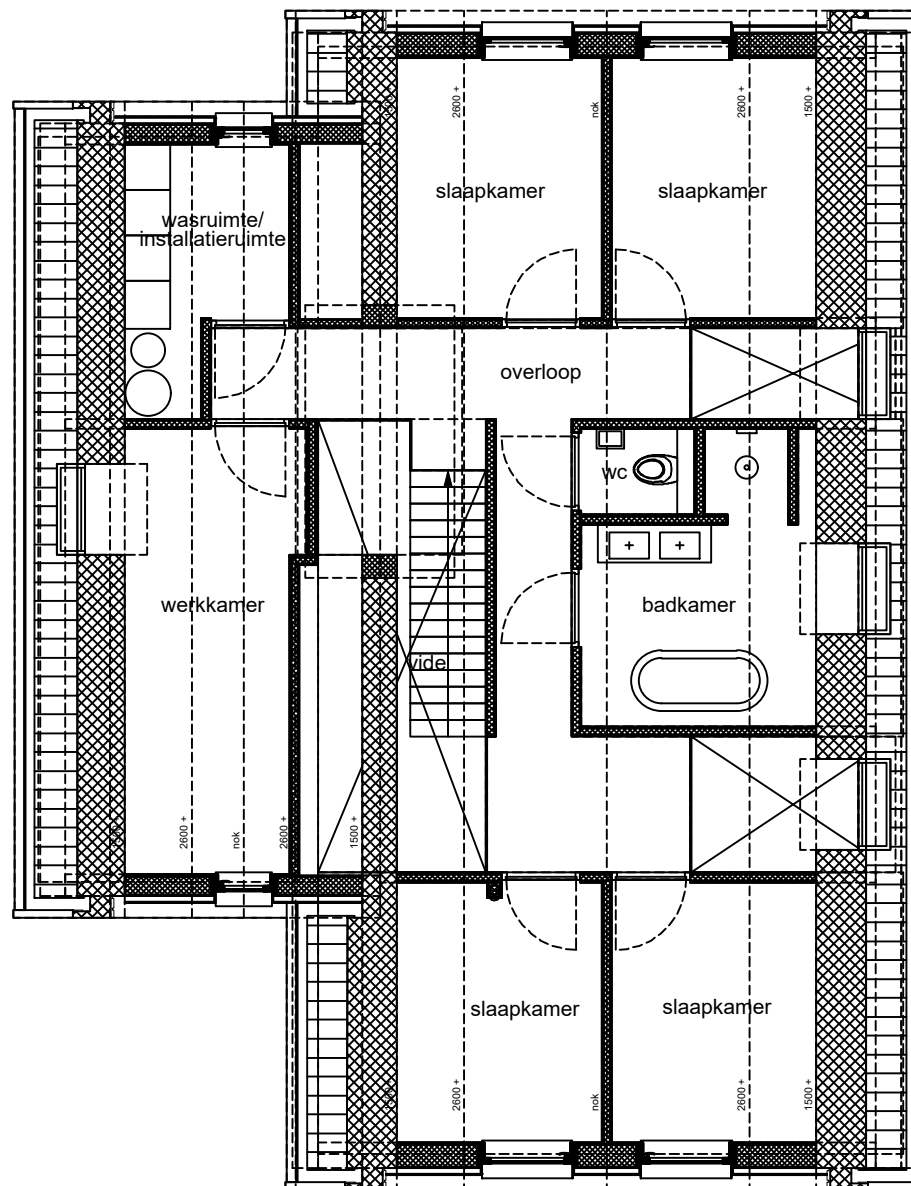 1500 +
2600 +
nok
2600 +
1500 +
slaapkamer
slaapkamer
wasruimte/
installatieruimte
overloop
wc
d
werkkamer
badkamer
vide
1500 +
2600 +
nok
2600 +
1500 +
slaapkamer
slaapkamer
1500 +
2600 +
nok
2600 +
1500 +